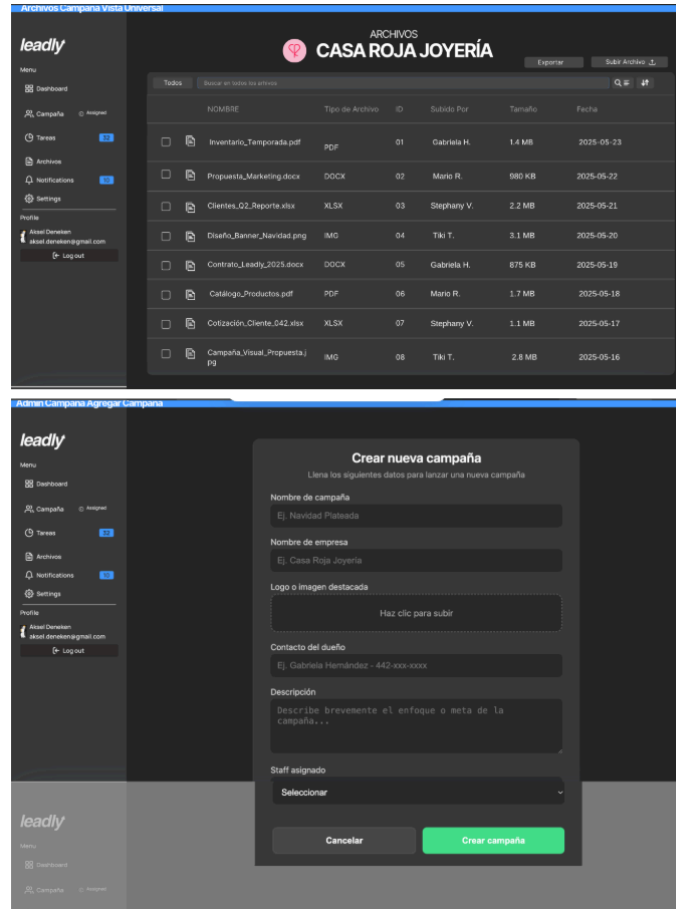 Archivos Campana Vista Universal
leadly
Menu
Dashboard
Campaña Assigned
Tareas
Archivos
Notifications
Settings
Profile
Aksel Deneken
aksel.deneken@gmail.com
Log out
ARCHIVOS
CASA ROJA JOYERÍA
Exportar Subir Archivo
Todos Buscar en todos los arhivos
NOMBRE Tipo de Archivo ID Subido Por Tamaño Fecha
Inventario_Temporada.pdf PDF 01 Gabriela H. 1.4 MB 2025-05-23
Propuesta_Marketing.docx DOCX 02 Mario R. 980 KB 2025-05-22
Clientes_Q2_Reporte.xlsx XLSX 03 Stephany V. 2.2 MB 2025-05-21
Diseño_Banner_Navidad.png IMG 04 Tiki T. 3.1 MB 2025-05-20
Contrato_Leadly_2025.docx DOCX 05 Gabriela H. 875 KB 2025-05-19
Catálogo_Productos.pdf PDF 06 Mario R. 1.7 MB 2025-05-18
Cotización_Cliente_042.xlsx XLSX 07 Stephany V. 1.1 MB 2025-05-17
Campaña_Visual_Propuesta.j
pg IMG 08 Tiki T. 2.8 MB 2025-05-16
Admin Campana Agregar Campana
leadly
Menu
Dashboard
Campaña Assigned
Tareas
Archivos
Notifications
Settings
Profile
Aksel Deneken
aksel.deneken@gmail.com
Log out
Crear nueva campaña
Llena los siguientes datos para lanzar una nueva campaña
Nombre de campaña
Ej. Navidad Plateada
Nombre de empresa
Ej. Casa Roja Joyería
Logo o imagen destacada
Haz clic para subir
Contacto del dueño
Ej. Gabriela Hernández - 442-xxx-xxxx
Descripción
Describe brevemente el enfoque o meta de la
campaña...
Staff asignado
Seleccionar
Cancelar Crear campaña
leadly
Menu
Dashboard
Campaña Assigned